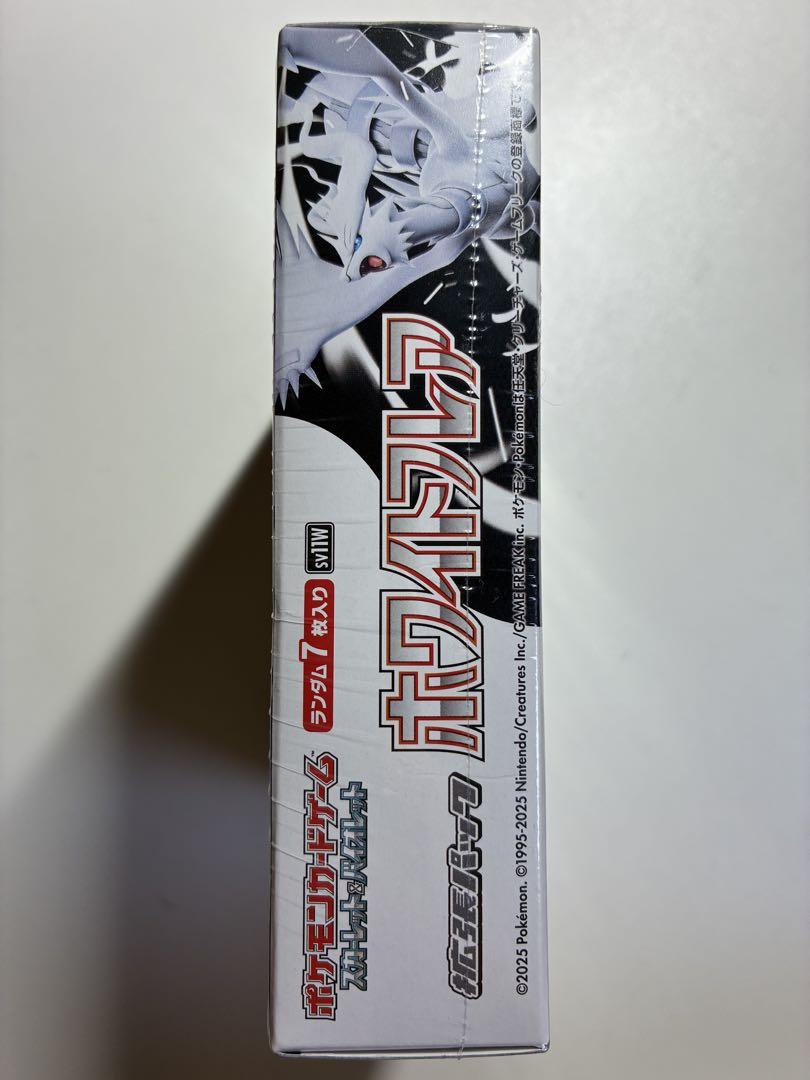 ポケモンカードゲーム™
スカーレット&バイオレット
ランダム7枚入り
SV11W
拡張パック
ホワイトフレア
©2025 Pokémon. ©1995-2025 Nintendo/Creatures Inc./GAME FREAK inc. ポケモン・Pokémonは任天堂・クリーチャーズ・ゲームフリークの登録商標です